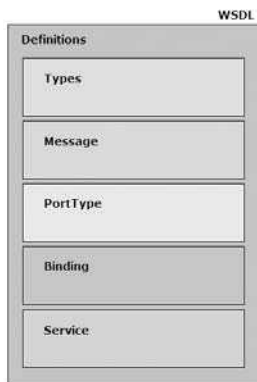 WSDL
Definitions
Types
Message
PortType
Binding
Service